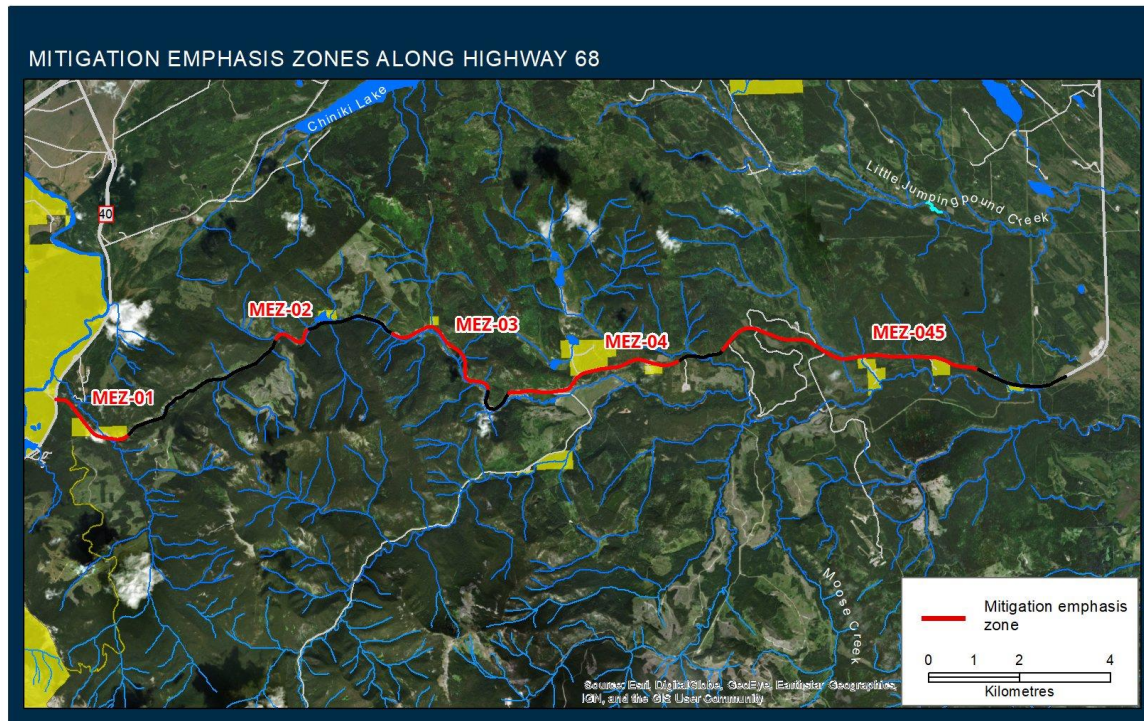 MITIGATION EMPHASIS ZONES ALONG HIGHWAY 68
Chiniki Lake
Little Jumpingpound Creek
40
MEZ-02
MEZ-03
MEZ-04
MEZ-045
MEZ-01
Moose Creek
Mitigation emphasis
zone
0 1 2 4
Kilometres
Source: Esri, DigitalGlobe, GeoEye, Earthstar Geographics,
IGN, and the GIS User Community